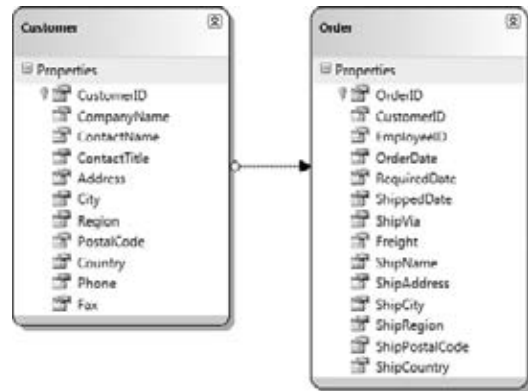 Customer
Properties
CustomerID
CompanyName
ContactName
ContactTitle
Address
City
Region
PostalCode
Country
Phone
Fax
Order
Properties
OrderID
CustomerID
EmployeeID
OrderDate
RequiredDate
ShippedDate
ShipVia
Freight
ShipName
ShipAddress
ShipCity
ShipRegion
ShipPostalCode
ShipCountry